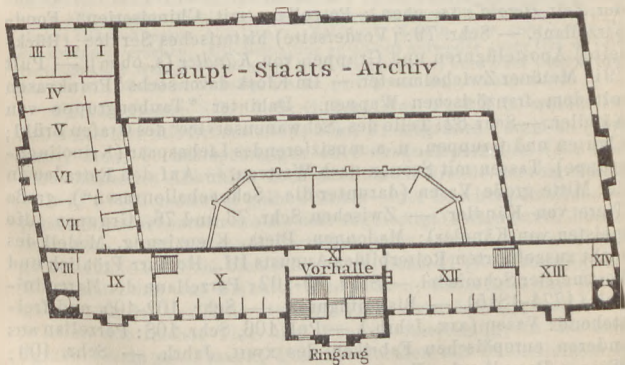 III II I
Haupt-Staats-Archiv
IV
VI
VII
VIII IX XI XII XIII XIV
Vorhalle
Eingang